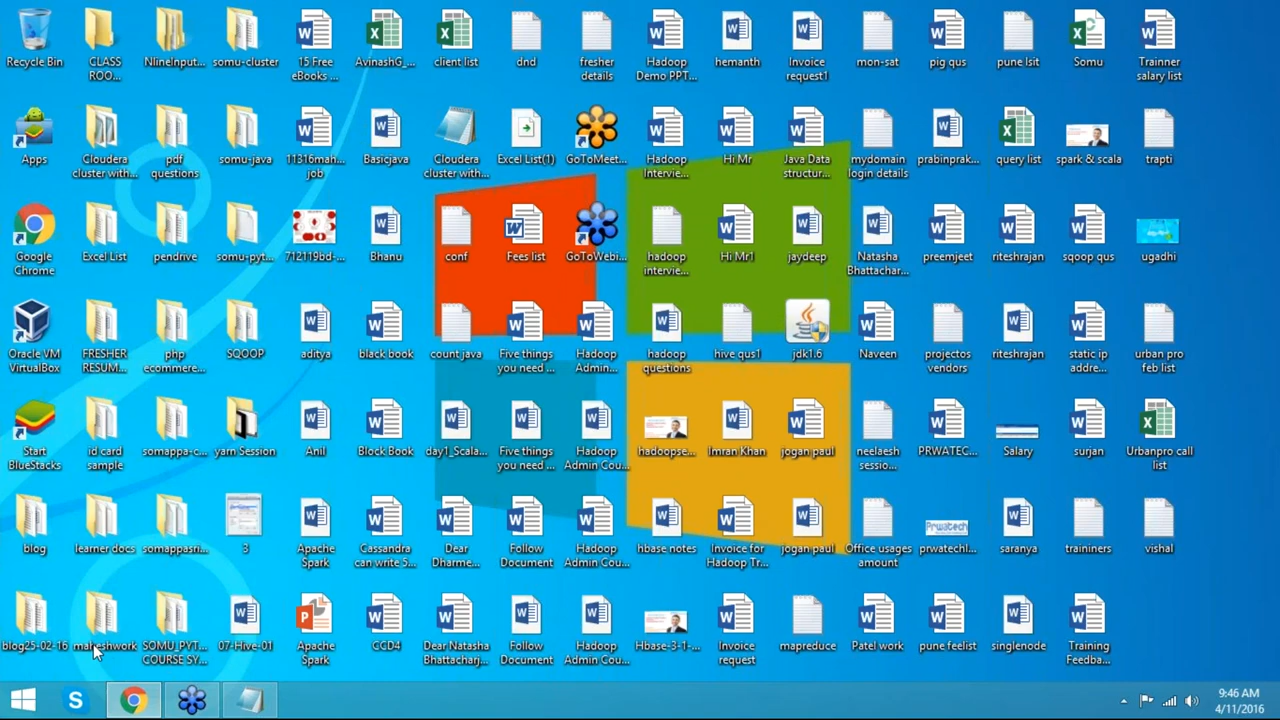 Recycle Bin
CLASS
ROO...
NlineInput...
somu-cluster
15 Free
eBooks ...
AvinashG_...
client list
dnd
fresher
details
Hadoop
Demo PPT...
hemanth
Invoice
request1
mon-sat
pig qus
pune lsit
Somu
Trainner
salary list
Apps
Cloudera
cluster with...
pdf
questions
somu-java
11316mah...
job
Basicjava
Cloudera
cluster with...
Excel List(1)
GoToMeet...
Hadoop
Intervie...
Hi Mr
Java Data
structur...
mydomain
login details
prabinprak...
query list
spark & scala
trapti
Google
Chrome
Excel List
pendrive
somu-pyt...
712119bd-...
Bhanu
conf
Fees list
GoToWebi...
hadoop
intervie...
Hi Mr1
jaydeep
Natasha
Bhattachar...
preemjeet
riteshrajan
sqoop qus
ugadhi
Oracle VM
VirtualBox
FRESHER
RESUM...
php
ecommere...
SQOOP
aditya
black book
count.java
Five things
you need ...
Hadoop
Admin...
hadoop
questions
hive qus1
jdk1.6
Naveen
projectos
vendors
riteshrajan
static ip
addre...
urban pro
feb list
Start
BlueStacks
id card
sample
somappa-c...
yarn Session
Anil
Block Book
day1_Scala...
Five things
you need ...
Hadoop
Admin Cou...
hadoopse...
Imran Khan
jogan paul
neelaesh
sessio...
PRWATEC...
Salary
surjan
Urbanpro call
list
blog
learner docs
somappasri...
3
Apache
Spark
Cassandra
can write 5...
Dear
Dharme...
Follow
Document
Hadoop
Admin Cou...
hbase notes
Invoice for
Hadoop Tr...
jogan paul
Office usages
amount
Prwatech
prwatechl...
saranya
traininers
vishal
blog25-02-16
SOMU_PYT...
COURSE SY...
07-Hive-01
Apache
Spark
CCD4
Dear Natasha
Bhattacharj...
Follow
Document
Hadoop
Admin Cou...
Hbase-3-1-...
Invoice
request
mapreduce
Patel work
pune feelist
singlenode
Training
Feedba...
9:46 AM
4/11/2016